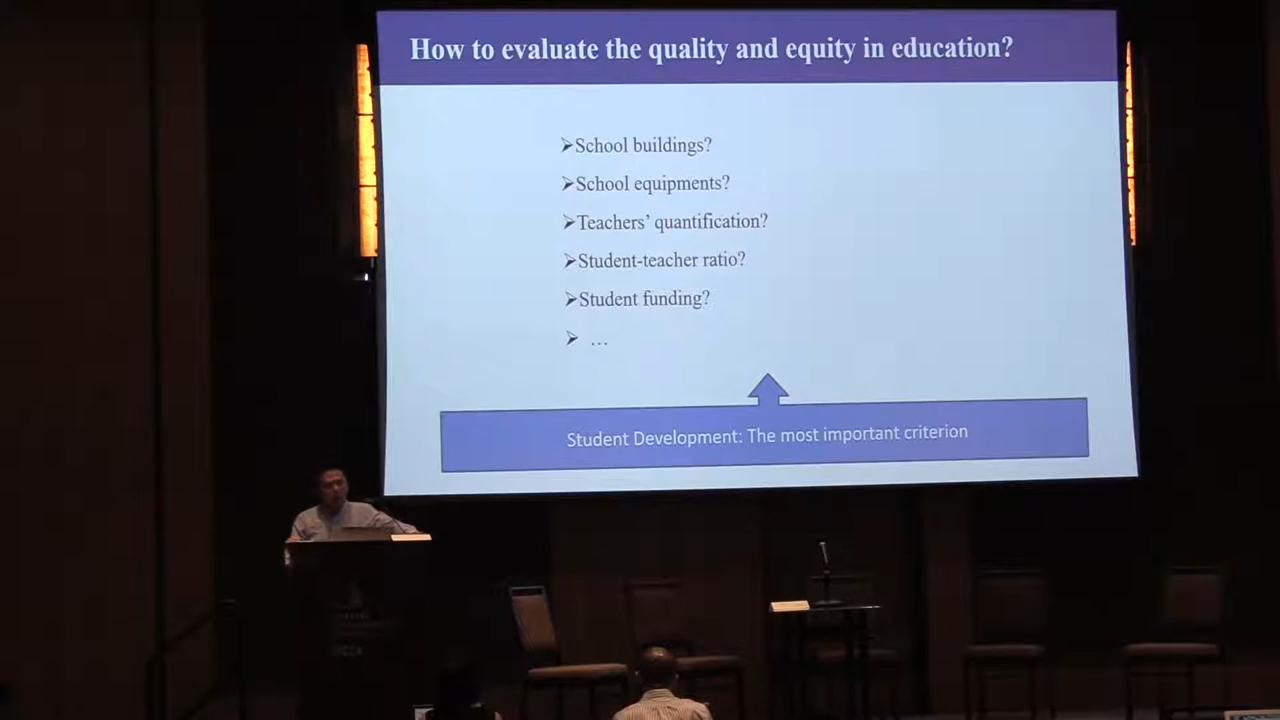 How to evaluate the quality and equity in education?
➢School buildings?
➢School equipments?
➢Teachers’ quantification?
➢Student-teacher ratio?
➢Student funding?
➢ …
Student Development: The most important criterion